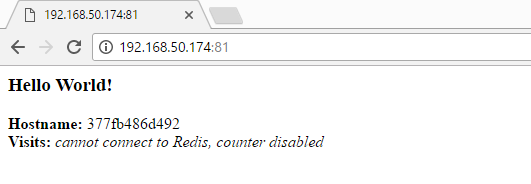 192.168.50.174:81
192.168.50.174:81
Hello World!
Hostname: 377fb486d492
Visits: cannot connect to Redis, counter disabled